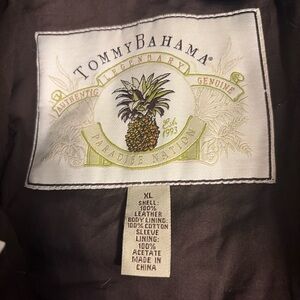 TOMMY BAHAMA®
LEGENDARY
AUTHENTIC
GENUINE
Est.
1993
PARADISE NATION
XL
SHELL:
100%
LEATHER
BODY LINING:
100% COTTON
SLEEVE
LINING:
100%
ACETATE
MADE IN
CHINA